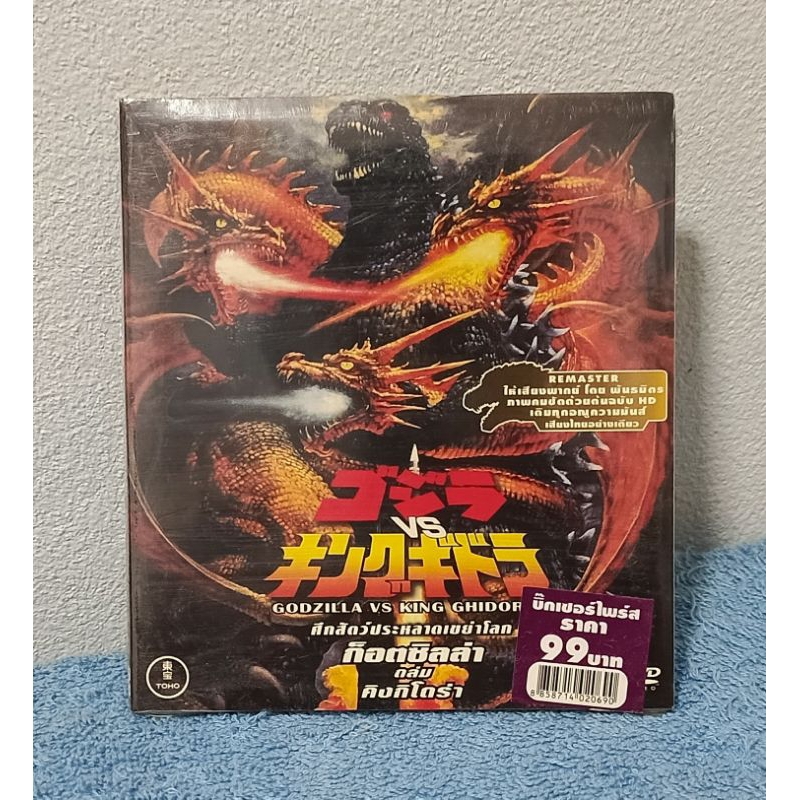 REMASTER
ให้เสียงพากย์ โดย พันธมิตร
ภาพคมชัดด้วยต้นฉบับ HD
เติมทุกอณูความมันส์
เสียงไทยอย่างเดียว
ゴジラ
VS
キングギドラ
GODZILLA VS KING GHIDOR
ศึกสัตว์ประหลาดเขย่าโลก
ก็อตซิลล่า
ถล่ม
คิงกิโดร่า
東宝
TOHO
บิ๊กเซอร์ไพร์ส
ราคา
99 บาท
8 858714 020690